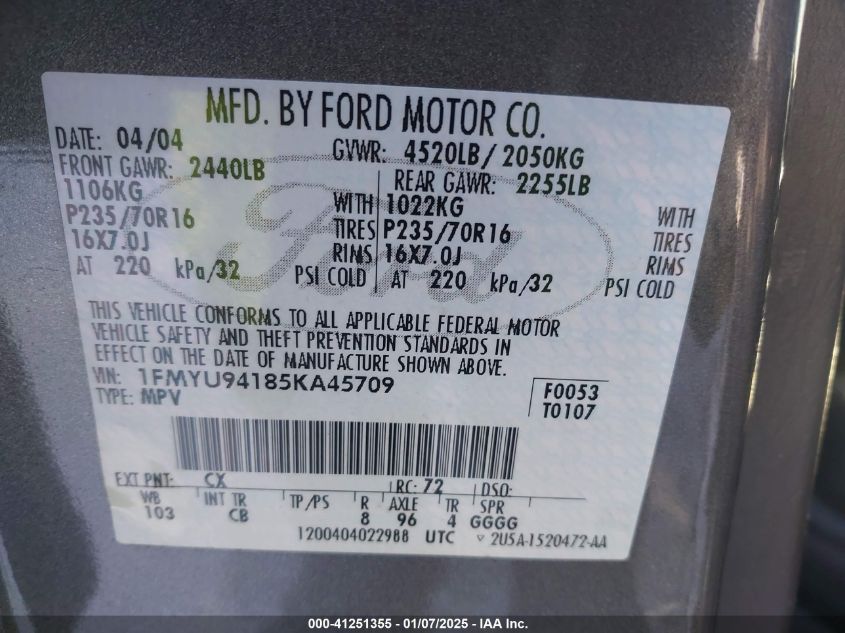 MFD. BY FORD MOTOR CO.
DATE: 04/04 GVWR: 4520LB/ 2050KG
FRONT GAWR: 2440LB REAR GAWR: 2255LB
1106KG WITH 1022KG WITH
P235/70R16 TIRES P235/70R16 TIRES
16X7.0J RIMS 16X7.0J RIMS
AT 220 kPa/32 PSI COLD AT 220 kPa/32 PSI COLD
Ford
THIS VEHICLE CONFORMS TO ALL APPLICABLE FEDERAL MOTOR
VEHICLE SAFETY AND THEFT PREVENTION STANDARDS IN
EFFECT ON THE DATE OF MANUFACTURE SHOWN ABOVE.
VIN: 1FMYU94185KA45709
TYPE: MPV
F0053
T0107
EXT PNT: CX RC: 72 DSO:
WB INT TR TP/PS R AXLE TR SPR
103 CB 8 96 4 GGGG
1200404022988 UTC ▽ 2U5A-1520472-AA
000-41251355 | 01/07/2025 | IAA Inc.